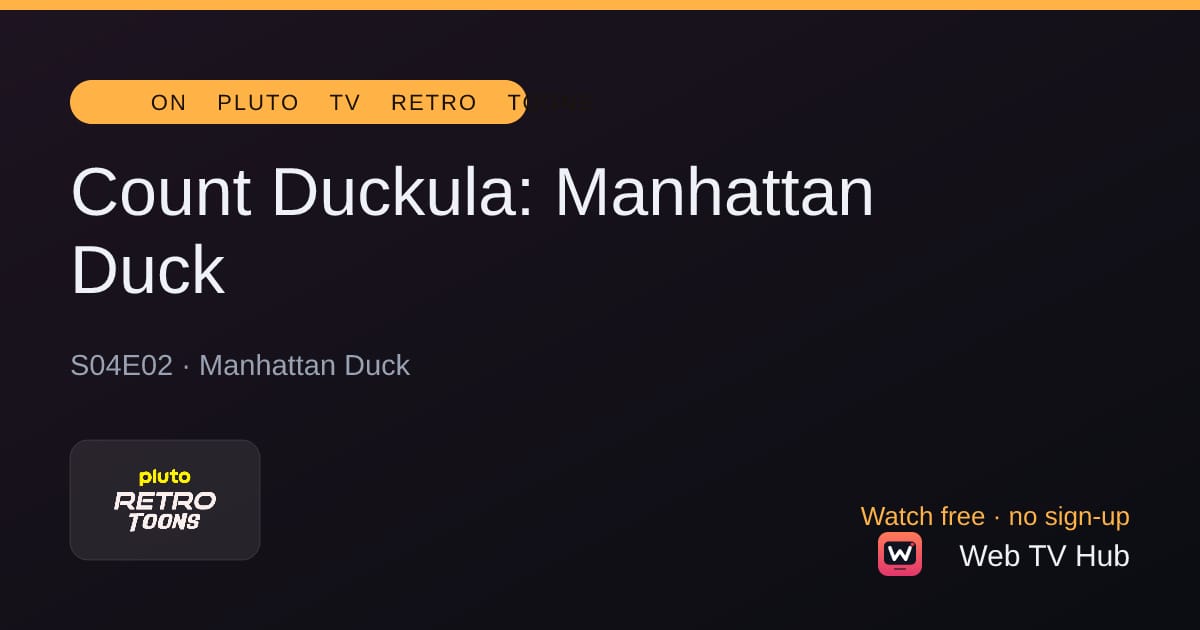 ON PLUTO TV RETRO TOONS
Count Duckula: Manhattan
Duck
S04E02 · Manhattan Duck
pluto
RETRO
TOONS
Watch free · no sign-up
W
Web TV Hub